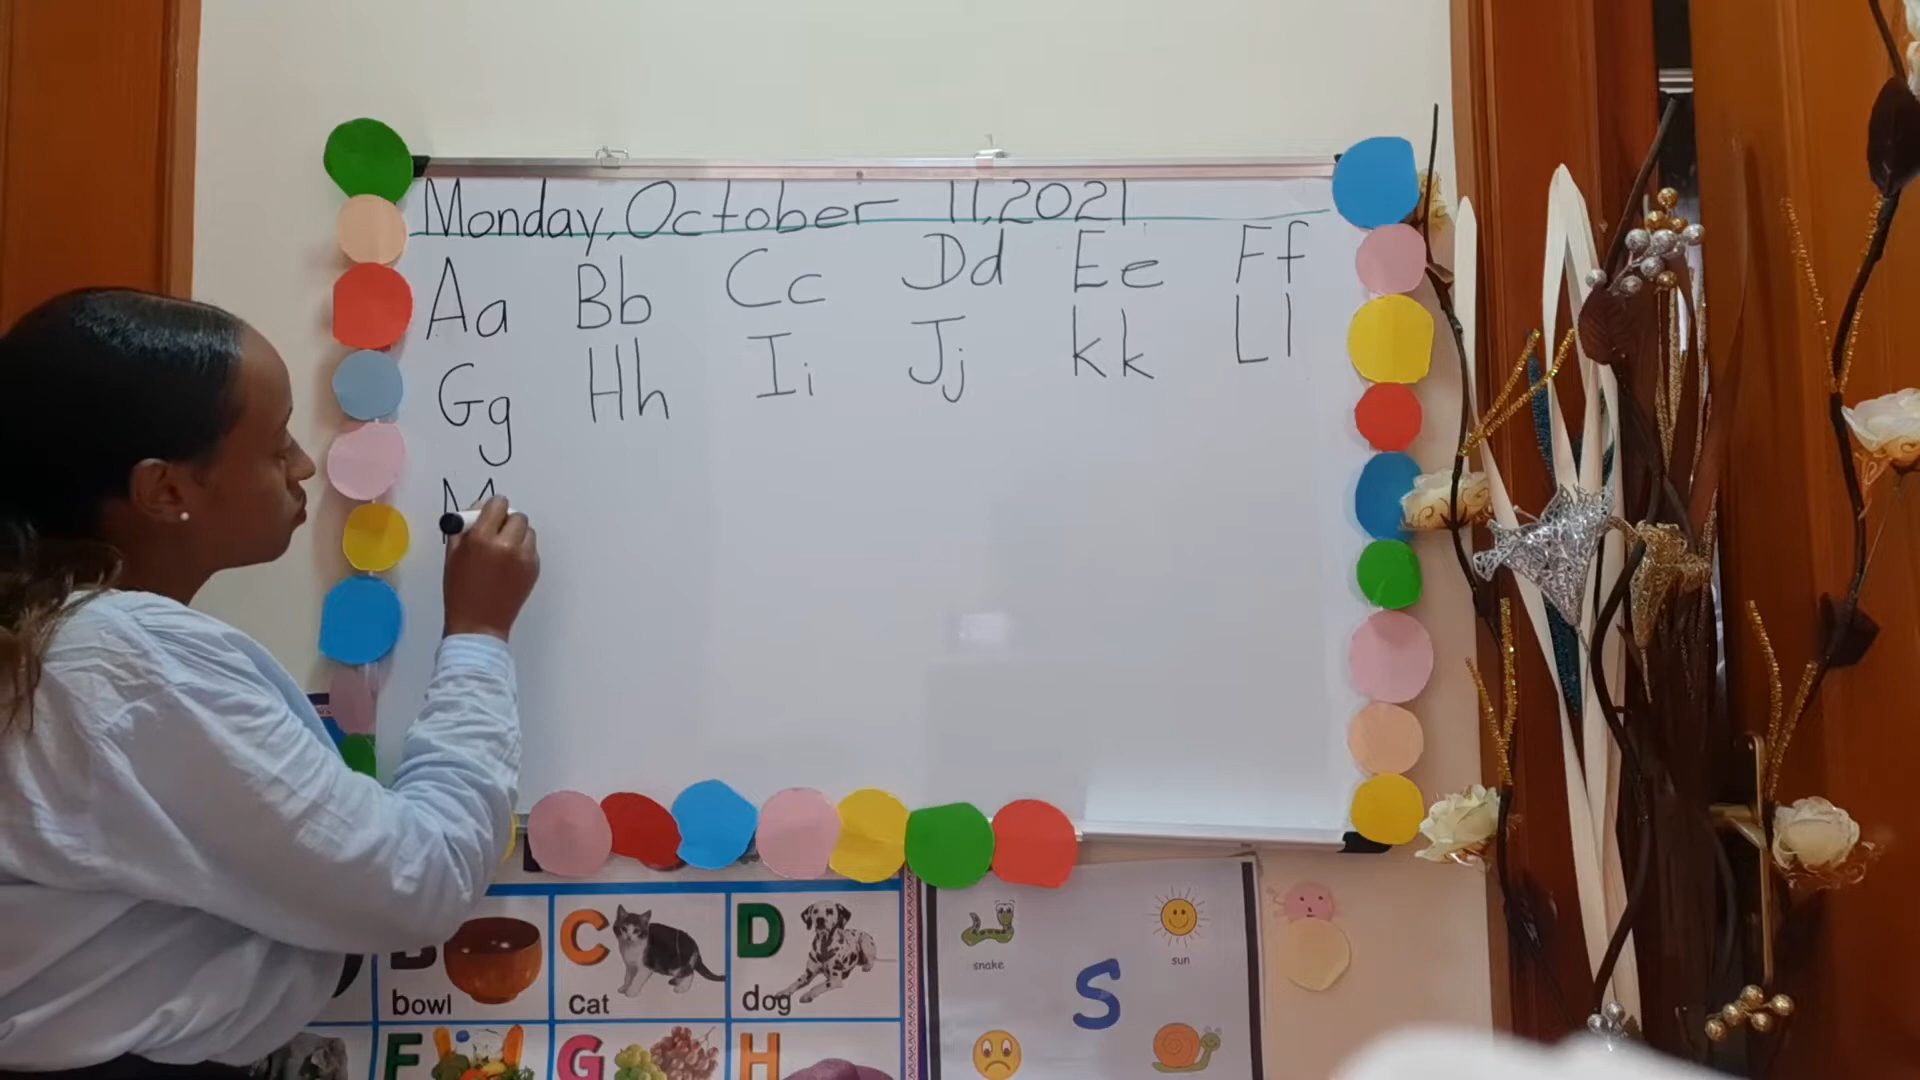 Monday, October 11, 2021
Aa Bb Cc Dd Ee Ff
Gg Hh Ii Jj Kk Ll
M
B C D
bowl cat dog
F G H
snake sun
S